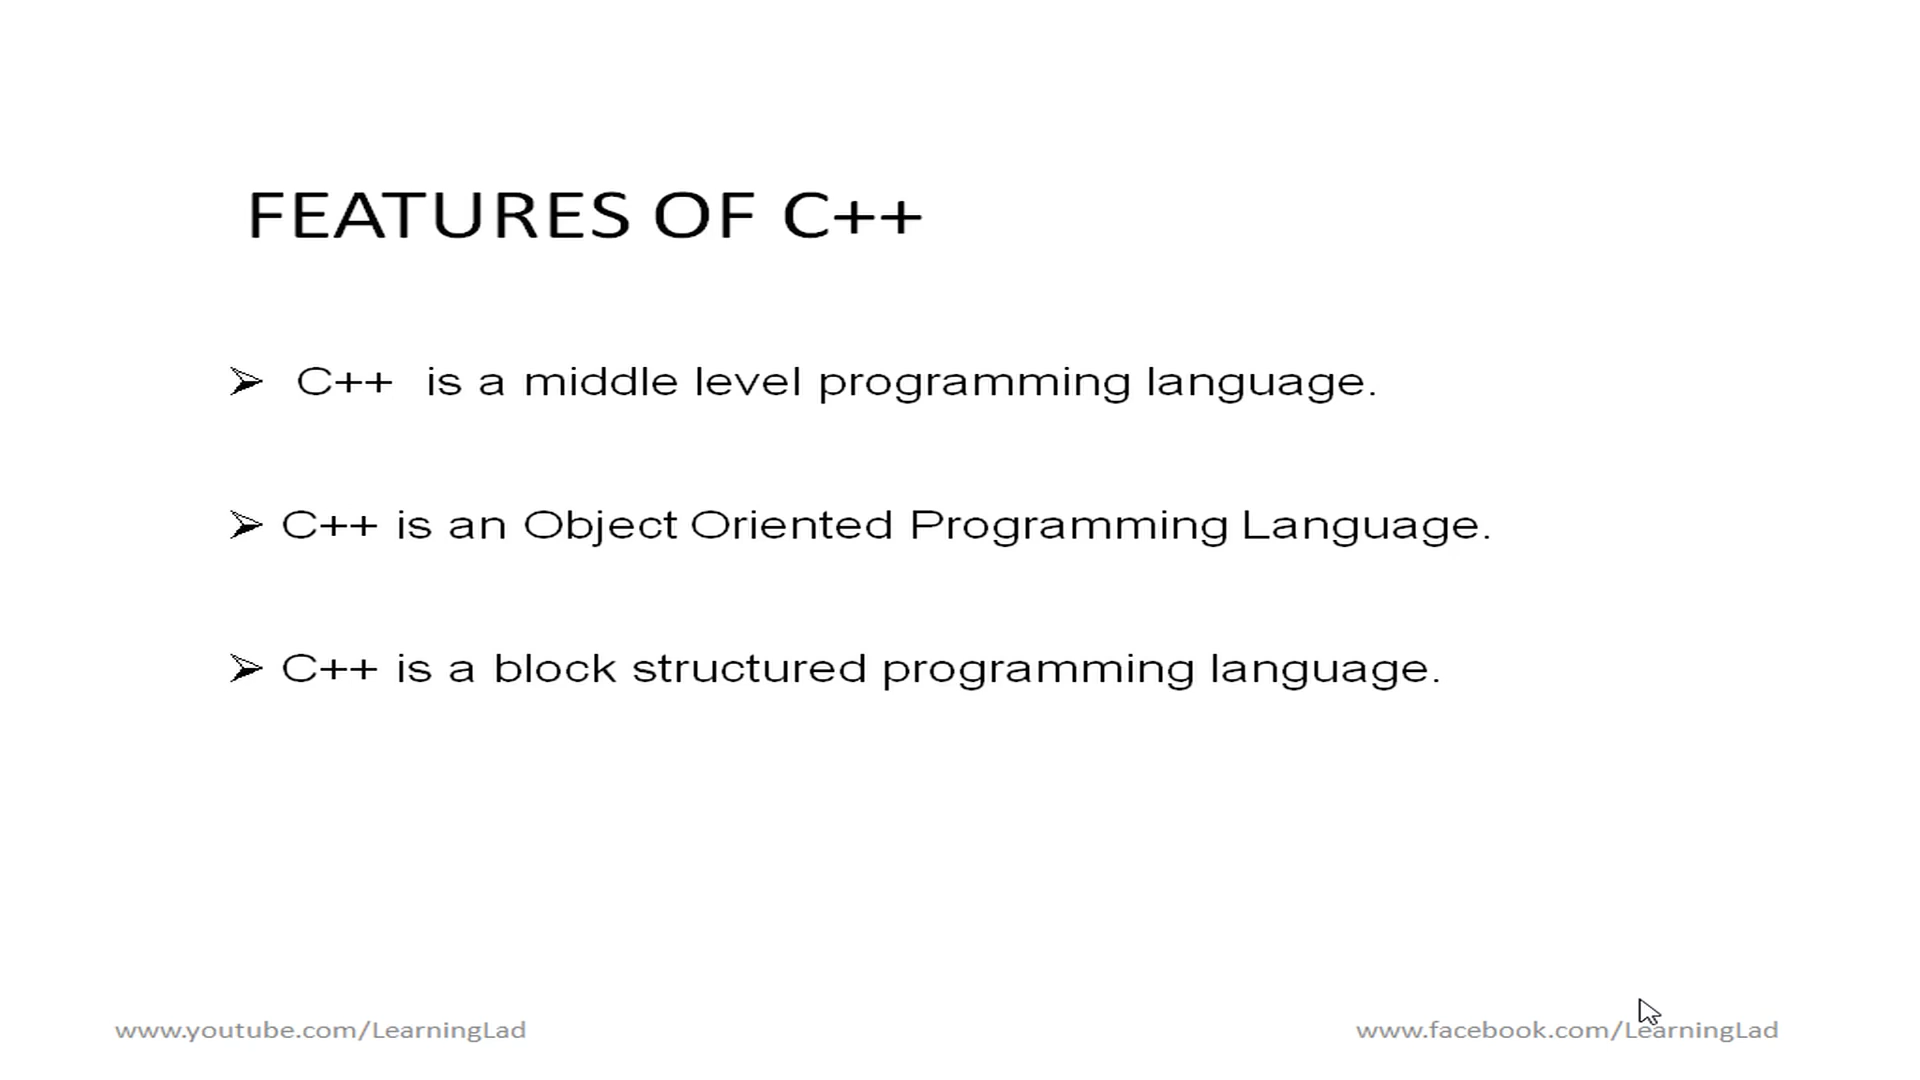 FEATURES OF C++
➢ C++ is a middle level programming language.
➢ C++ is an Object Oriented Programming Language.
➢ C++ is a block structured programming language.
www.youtube.com/LearningLad
www.facebook.com/LearningLad